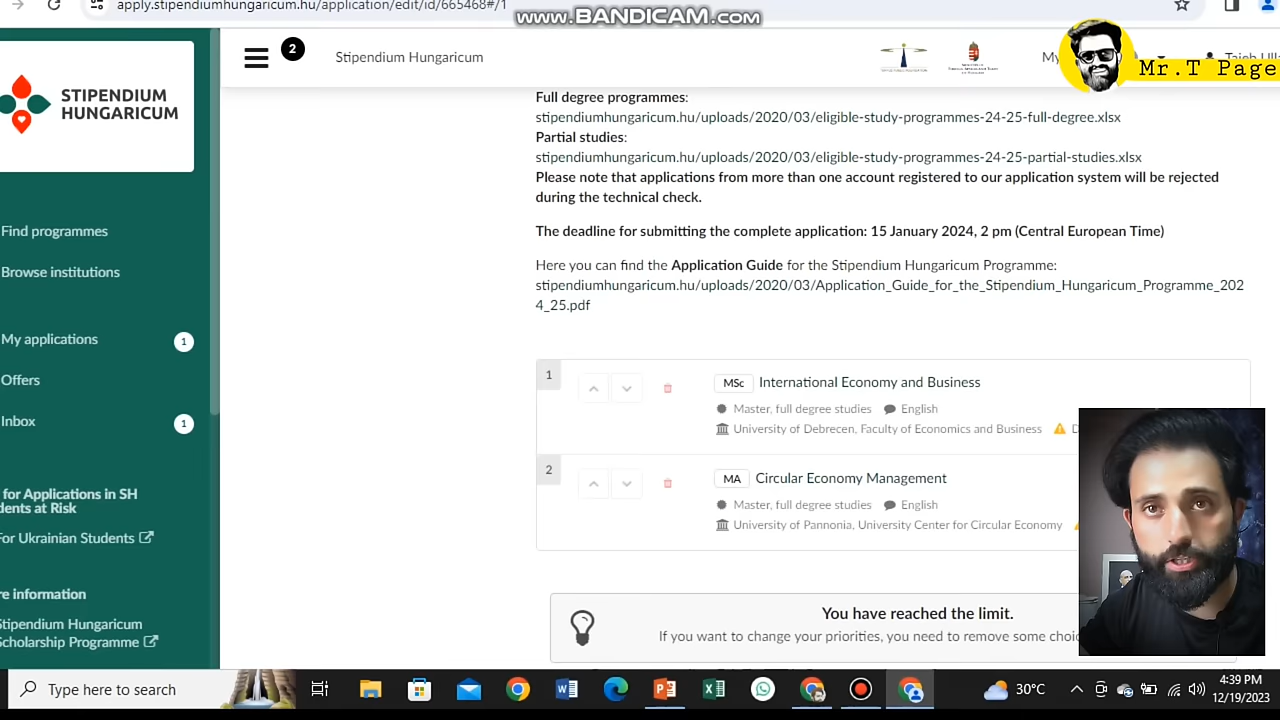 apply.stipendiumhungaricum.hu/application/edit/id/665468#/1
www.BANDICAM.com
STIPENDIUM
HUNGARICUM
2
Stipendium Hungaricum
My
Taieb Ulla
Mr.T Page
Find programmes
Browse institutions
My applications 1
Offers
Inbox 1
for Applications in SH
dents at Risk
For Ukrainian Students
re information
Stipendium Hungaricum
Scholarship Programme
Full degree programmes:
stipendiumhungaricum.hu/uploads/2020/03/eligible-study-programmes-24-25-full-degree.xlsx
Partial studies:
stipendiumhungaricum.hu/uploads/2020/03/eligible-study-programmes-24-25-partial-studies.xlsx
Please note that applications from more than one account registered to our application system will be rejected
during the technical check.
The deadline for submitting the complete application: 15 January 2024, 2 pm (Central European Time)
Here you can find the Application Guide for the Stipendium Hungaricum Programme:
stipendiumhungaricum.hu/uploads/2020/03/Application_Guide_for_the_Stipendium_Hungaricum_Programme_202
4_25.pdf
1
MSc International Economy and Business
Master, full degree studies English
University of Debrecen, Faculty of Economics and Business D
2
MA Circular Economy Management
Master, full degree studies English
University of Pannonia, University Center for Circular Economy
You have reached the limit.
If you want to change your priorities, you need to remove some choic
Type here to search
30°C
4:39 PM
12/19/2023